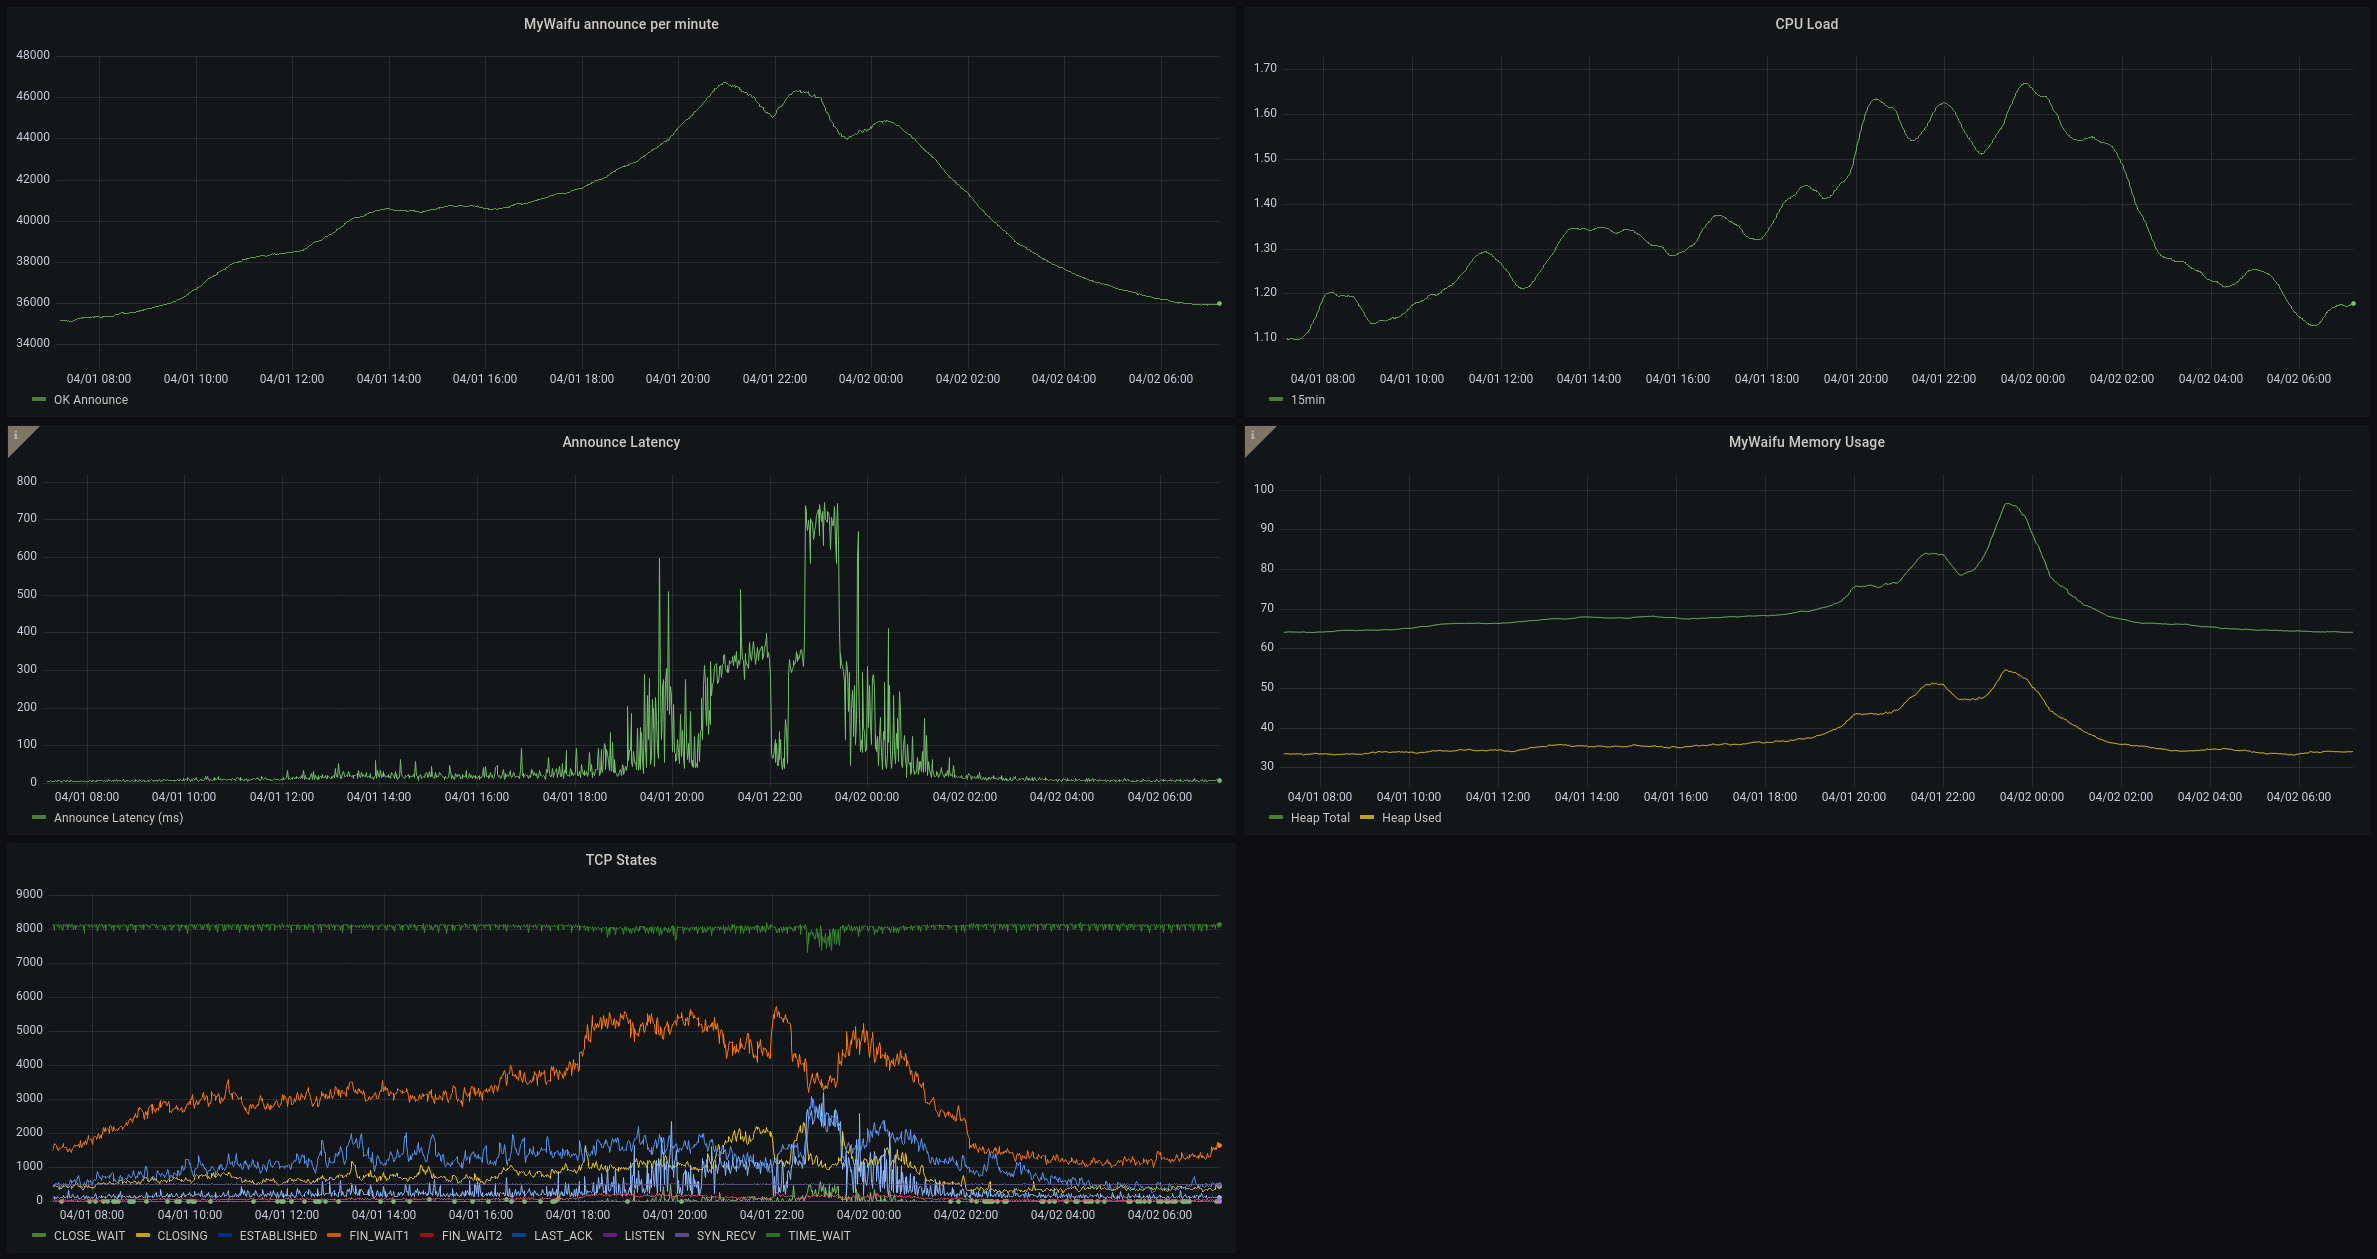 MyWaifu announce per minute
48000
46000
44000
42000
40000
38000
36000
34000
04/01 08:00 04/01 10:00 04/01 12:00 04/01 14:00 04/01 16:00 04/01 18:00 04/01 20:00 04/01 22:00 04/02 00:00 04/02 02:00 04/02 04:00 04/02 06:00
OK Announce
CPU Load
1.70
1.60
1.50
1.40
1.30
1.20
1.10
04/01 08:00 04/01 10:00 04/01 12:00 04/01 14:00 04/01 16:00 04/01 18:00 04/01 20:00 04/01 22:00 04/02 00:00 04/02 02:00 04/02 04:00 04/02 06:00
15min
i
Announce Latency
800
700
600
500
400
300
200
100
0
04/01 08:00 04/01 10:00 04/01 12:00 04/01 14:00 04/01 16:00 04/01 18:00 04/01 20:00 04/01 22:00 04/02 00:00 04/02 02:00 04/02 04:00 04/02 06:00
Announce Latency (ms)
i
MyWaifu Memory Usage
100
90
80
70
60
50
40
30
04/01 08:00 04/01 10:00 04/01 12:00 04/01 14:00 04/01 16:00 04/01 18:00 04/01 20:00 04/01 22:00 04/02 00:00 04/02 02:00 04/02 04:00 04/02 06:00
Heap Total Heap Used
TCP States
9000
8000
7000
6000
5000
4000
3000
2000
1000
0
04/01 08:00 04/01 10:00 04/01 12:00 04/01 14:00 04/01 16:00 04/01 18:00 04/01 20:00 04/01 22:00 04/02 00:00 04/02 02:00 04/02 04:00 04/02 06:00
CLOSE_WAIT CLOSING ESTABLISHED FIN_WAIT1 FIN_WAIT2 LAST_ACK LISTEN SYN_RECV TIME_WAIT